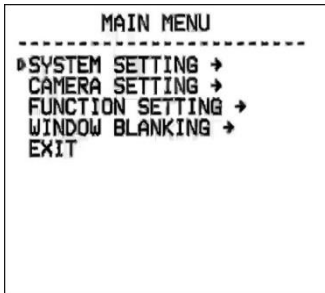 MAIN MENU
SYSTEM SETTING →
CAMERA SETTING →
FUNCTION SETTING →
WINDOW BLANKING →
EXIT